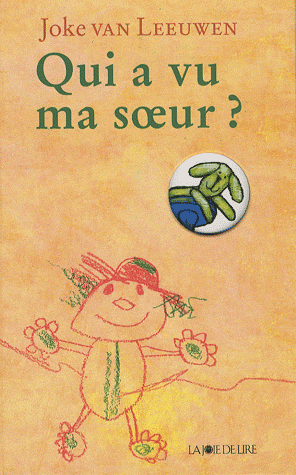 Joke van Leeuwen
Qui a vu
ma sœur ?
LA JOIE DE LIRE